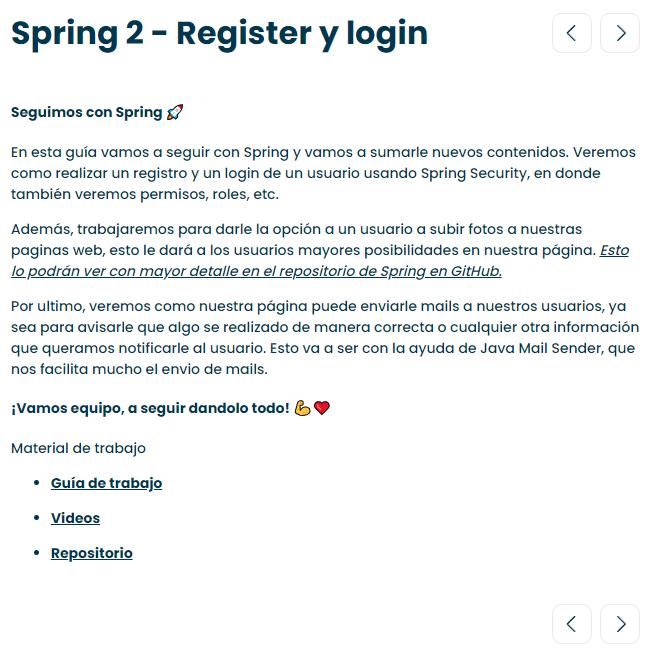 Spring 2 - Register y login
Seguimos con Spring 🚀
En esta guía vamos a seguir con Spring y vamos a sumarle nuevos contenidos. Veremos
como realizar un registro y un login de un usuario usando Spring Security, en donde
también veremos permisos, roles, etc.
Además, trabajaremos para darle la opción a un usuario a subir fotos a nuestras
paginas web, esto le dará a los usuarios mayores posibilidades en nuestra página. Esto
lo podrán ver con mayor detalle en el repositorio de Spring en GitHub.
Por ultimo, veremos como nuestra página puede enviarle mails a nuestros usuarios, ya
sea para avisarle que algo se realizado de manera correcta o cualquier otra información
que queramos notificarle al usuario. Esto va a ser con la ayuda de Java Mail Sender, que
nos facilita mucho el envio de mails.
¡Vamos equipo, a seguir dandolo todo! 💪❤️
Material de trabajo
• Guía de trabajo
• Videos
• Repositorio